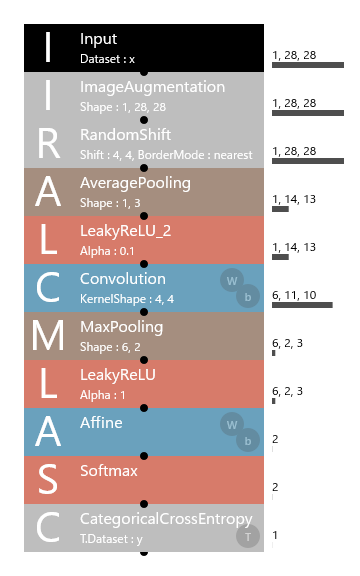 I Input
Dataset : x
1, 28, 28
I ImageAugmentation
Shape : 1, 28, 28
1, 28, 28
R RandomShift
Shift : 4, 4, BorderMode : nearest
1, 28, 28
A AveragePooling
Shape : 1, 3
1, 14, 13
L LeakyReLU_2
Alpha : 0.1
1, 14, 13
C Convolution
KernelShape : 4, 4
W
b
6, 11, 10
M MaxPooling
Shape : 6, 2
6, 2, 3
L LeakyReLU
Alpha : 1
6, 2, 3
A Affine
W
b
2
S Softmax
2
C CategoricalCrossEntropy
T.Dataset : y
T
1